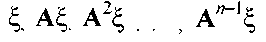 ξ, Aξ, A²ξ, . . . , Aⁿ⁻¹ξ